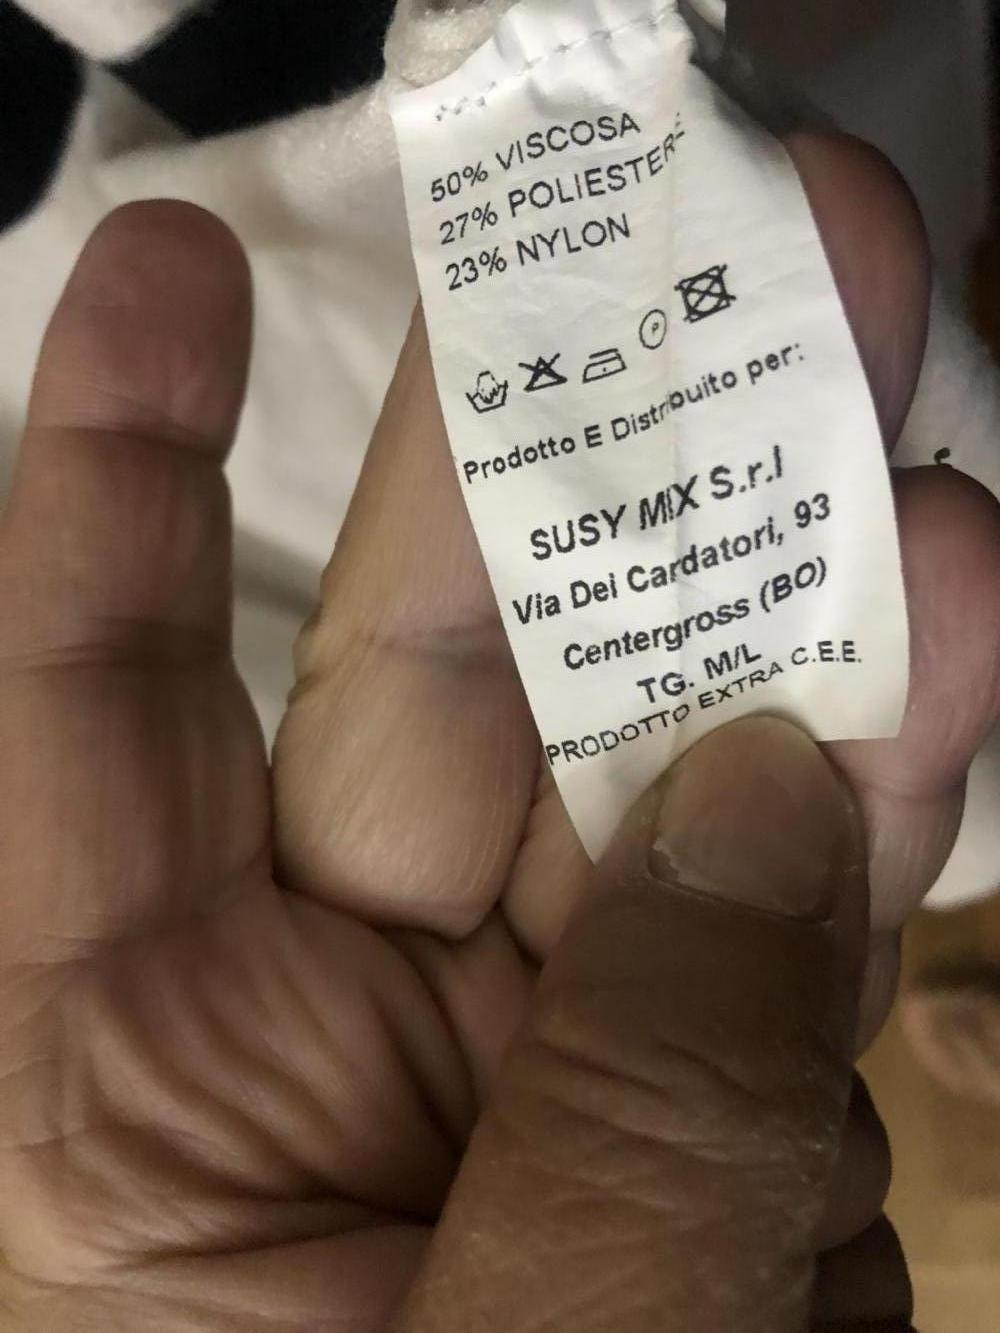 50% VISCOSA
27% POLIESTERE
23% NYLON
P
Prodotto E Distribuito per:
SUSY MIX S.r.l
Via Dei Cardatori, 93
Centergross (BO)
TG. M/L
PRODOTTO EXTRA C.E.E.